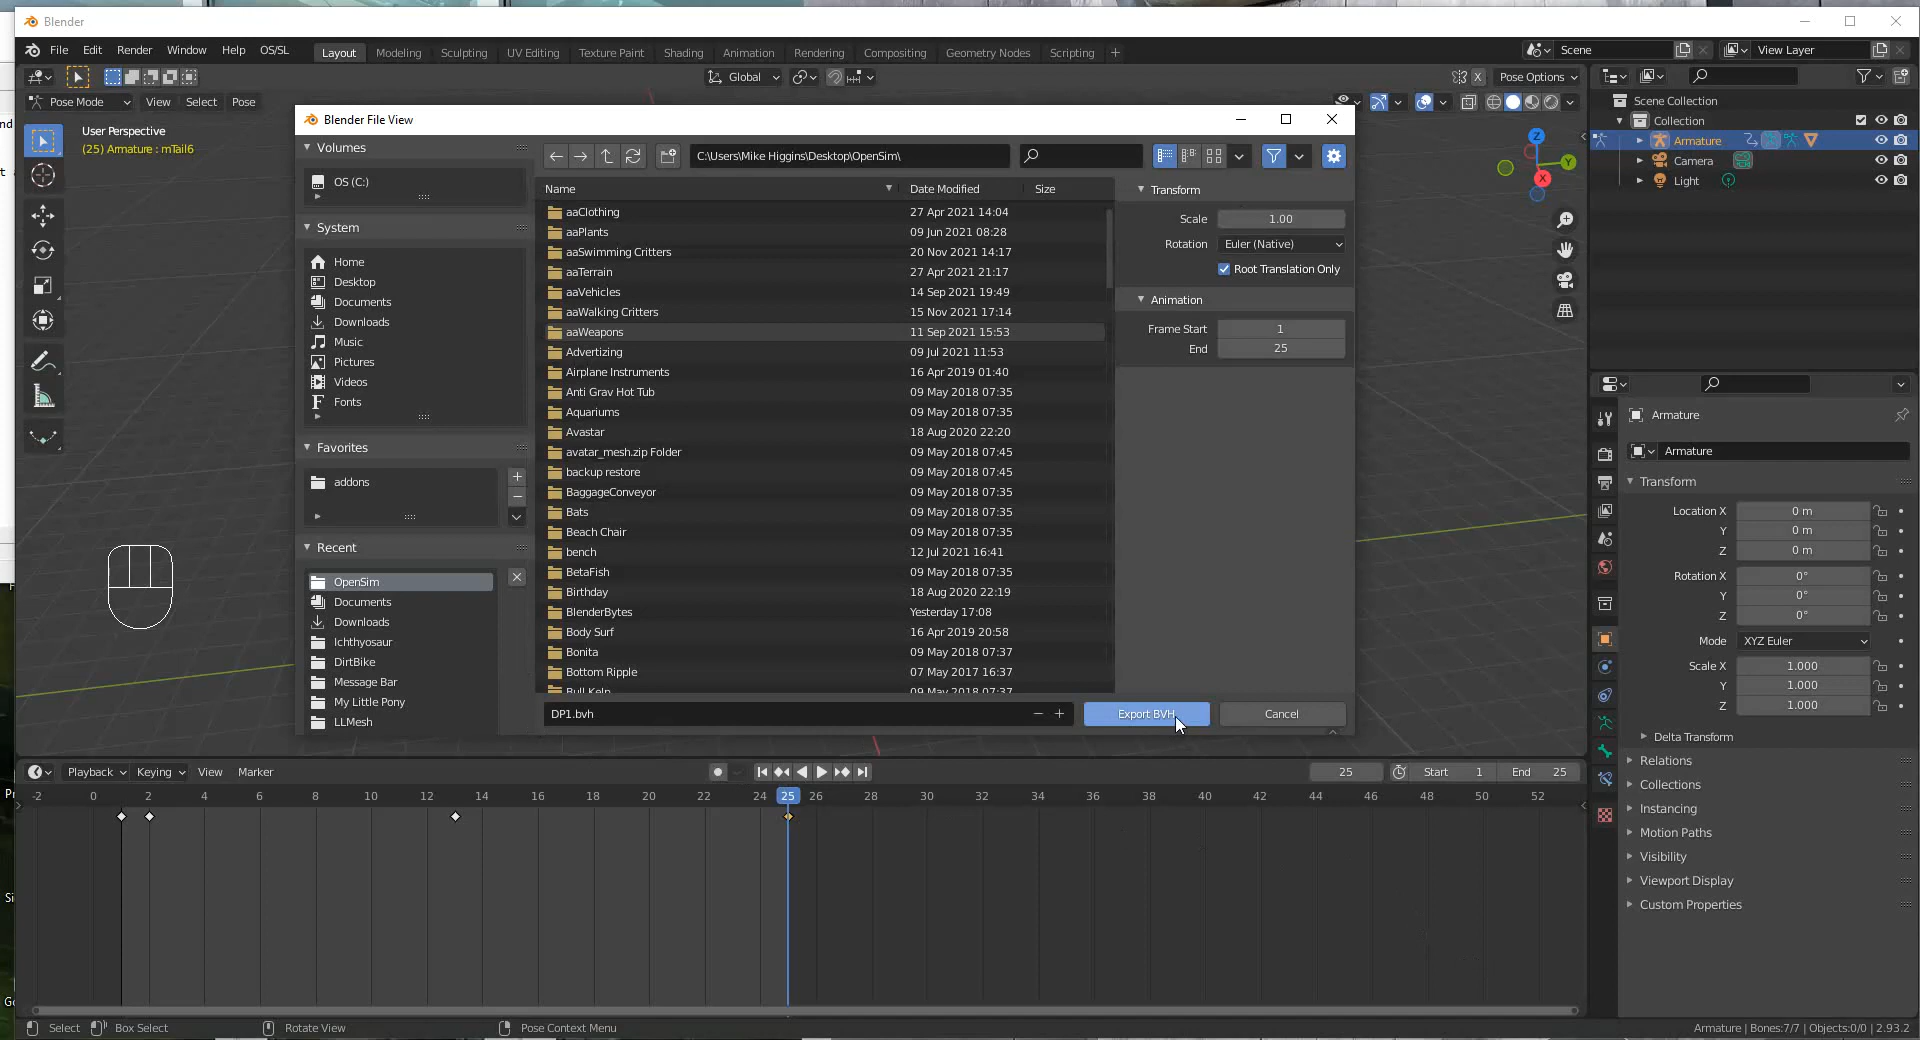 Blender
File Edit Render Window Help OS/SL
Layout Modeling Sculpting UV Editing Texture Paint Shading Animation Rendering Compositing Geometry Nodes Scripting +
Scene
View Layer
Global
X
Pose Options
Pose Mode View Select Pose
User Perspective
(25) Armature : mTail6
Z
Y
X
Blender File View
Volumes
OS (C:)
System
Home
Desktop
Documents
Downloads
Music
Pictures
Videos
Fonts
Favorites
addons
Recent
OpenSim
Documents
Downloads
Ichthyosaur
DirtBike
Message Bar
My Little Pony
LLMesh
C:\Users\Mike Higgins\Desktop\OpenSim\
Name Date Modified Size
aaClothing 27 Apr 2021 14:04
aaPlants 09 Jun 2021 08:28
aaSwimming Critters 20 Nov 2021 14:17
aaTerrain 27 Apr 2021 21:17
aaVehicles 14 Sep 2021 19:49
aaWalking Critters 15 Nov 2021 17:14
aaWeapons 11 Sep 2021 15:53
Advertizing 09 Jul 2021 11:53
Airplane Instruments 16 Apr 2019 01:40
Anti Grav Hot Tub 09 May 2018 07:35
Aquariums 09 May 2018 07:35
Avastar 18 Aug 2020 22:20
avatar_mesh.zip Folder 09 May 2018 07:45
backup restore 09 May 2018 07:45
BaggageConveyor 09 May 2018 07:35
Bats 09 May 2018 07:35
Beach Chair 09 May 2018 07:35
bench 12 Jul 2021 16:41
BetaFish 09 May 2018 07:35
Birthday 18 Aug 2020 22:19
BlenderBytes Yesterday 17:08
Body Surf 16 Apr 2019 20:58
Bonita 09 May 2018 07:37
Bottom Ripple 07 May 2017 16:37
Bull Kelp 09 May 2018 07:37
Transform
Scale 1.00
Rotation Euler (Native)
Root Translation Only
Animation
Frame Start 1
End 25
DP1.bvh
Export BVH
Cancel
Scene Collection
Collection
Armature
Camera
Light
Armature
Armature
Transform
Location X 0 m
Y 0 m
Z 0 m
Rotation X 0°
Y 0°
Z 0°
Mode XYZ Euler
Scale X 1.000
Y 1.000
Z 1.000
Delta Transform
Relations
Collections
Instancing
Motion Paths
Visibility
Viewport Display
Custom Properties
Playback Keying View Marker
25 Start 1 End 25
-2 0 2 4 6 8 10 12 14 16 18 20 22 24 25 26 28 30 32 34 36 38 40 42 44 46 48 50 52
Select Box Select Rotate View Pose Context Menu
Armature | Bones:7/7 | Objects:0/0 | 2.93.2